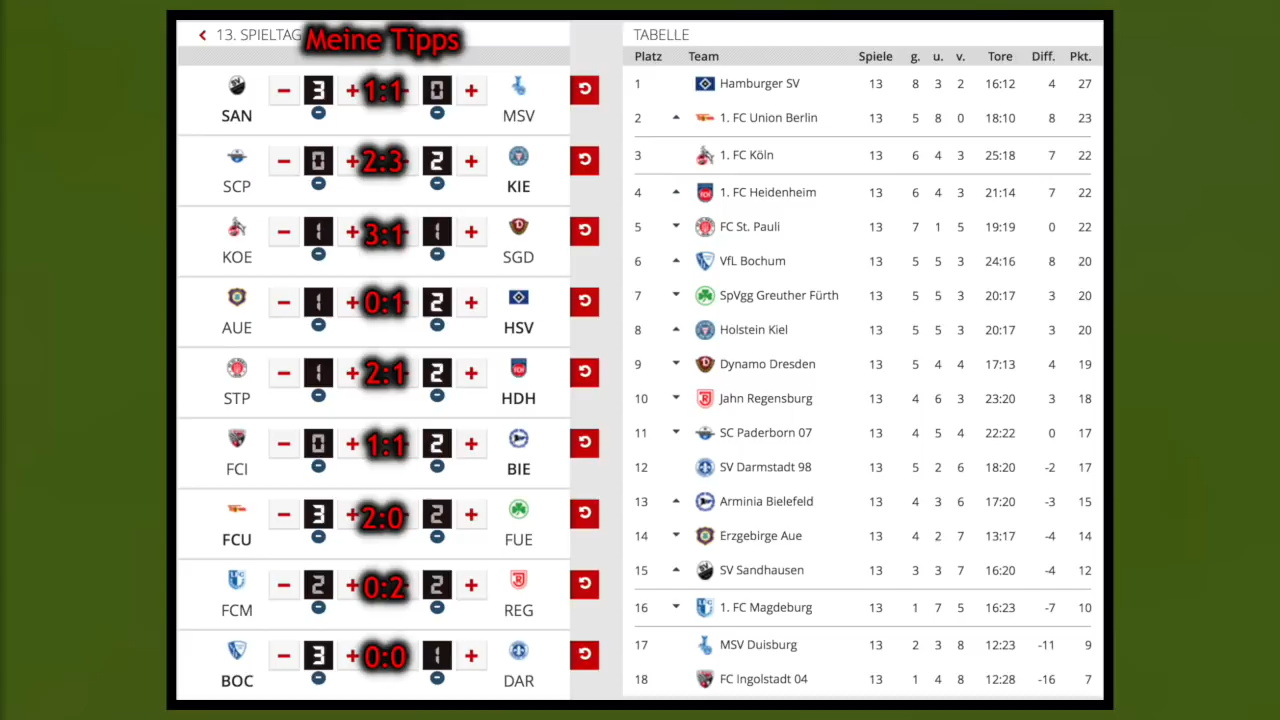 13. SPIELTAG Meine Tipps
SAN 3 1:1 0 MSV
SCP 0 2:3 2 KIE
KOE 1 3:1 1 SGD
AUE 1 0:1 2 HSV
STP 1 2:1 2 HDH
FCI 0 1:1 2 BIE
FCU 3 2:0 2 FUE
FCM 2 0:2 2 REG
BOC 3 0:0 1 DAR
TABELLE
Platz Team Spiele g. u. v. Tore Diff. Pkt.
1 Hamburger SV 13 8 3 2 16:12 4 27
2 1. FC Union Berlin 13 5 8 0 18:10 8 23
3 1. FC Köln 13 6 4 3 25:18 7 22
4 1. FC Heidenheim 13 6 4 3 21:14 7 22
5 FC St. Pauli 13 7 1 5 19:19 0 22
6 VfL Bochum 13 5 5 3 24:16 8 20
7 SpVgg Greuther Fürth 13 5 5 3 20:17 3 20
8 Holstein Kiel 13 5 5 3 20:17 3 20
9 Dynamo Dresden 13 5 4 4 17:13 4 19
10 Jahn Regensburg 13 4 6 3 23:20 3 18
11 SC Paderborn 07 13 4 5 4 22:22 0 17
12 SV Darmstadt 98 13 5 2 6 18:20 -2 17
13 Arminia Bielefeld 13 4 3 6 17:20 -3 15
14 Erzgebirge Aue 13 4 2 7 13:17 -4 14
15 SV Sandhausen 13 3 3 7 16:20 -4 12
16 1. FC Magdeburg 13 1 7 5 16:23 -7 10
17 MSV Duisburg 13 2 3 8 12:23 -11 9
18 FC Ingolstadt 04 13 1 4 8 12:28 -16 7